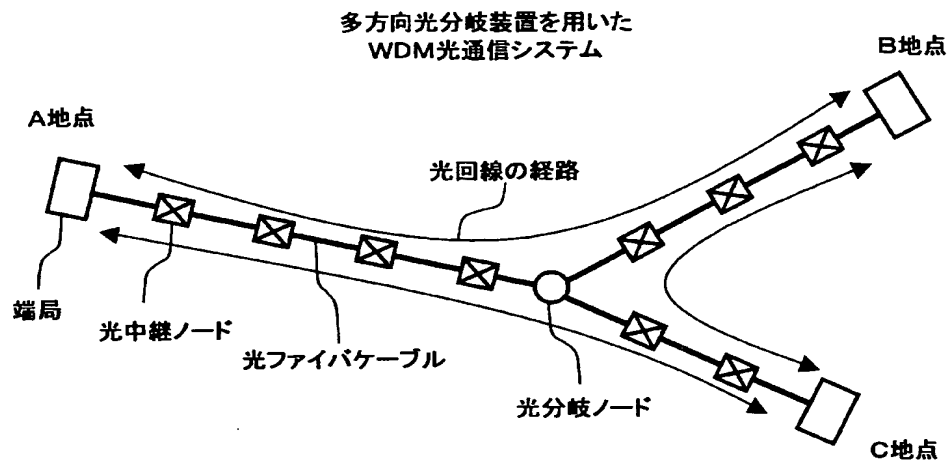 多方向光分岐装置を用いた
WDM光通信システム
B地点
A地点
光回線の経路
端局
光中継ノード
光ファイバケーブル
光分岐ノード
C地点